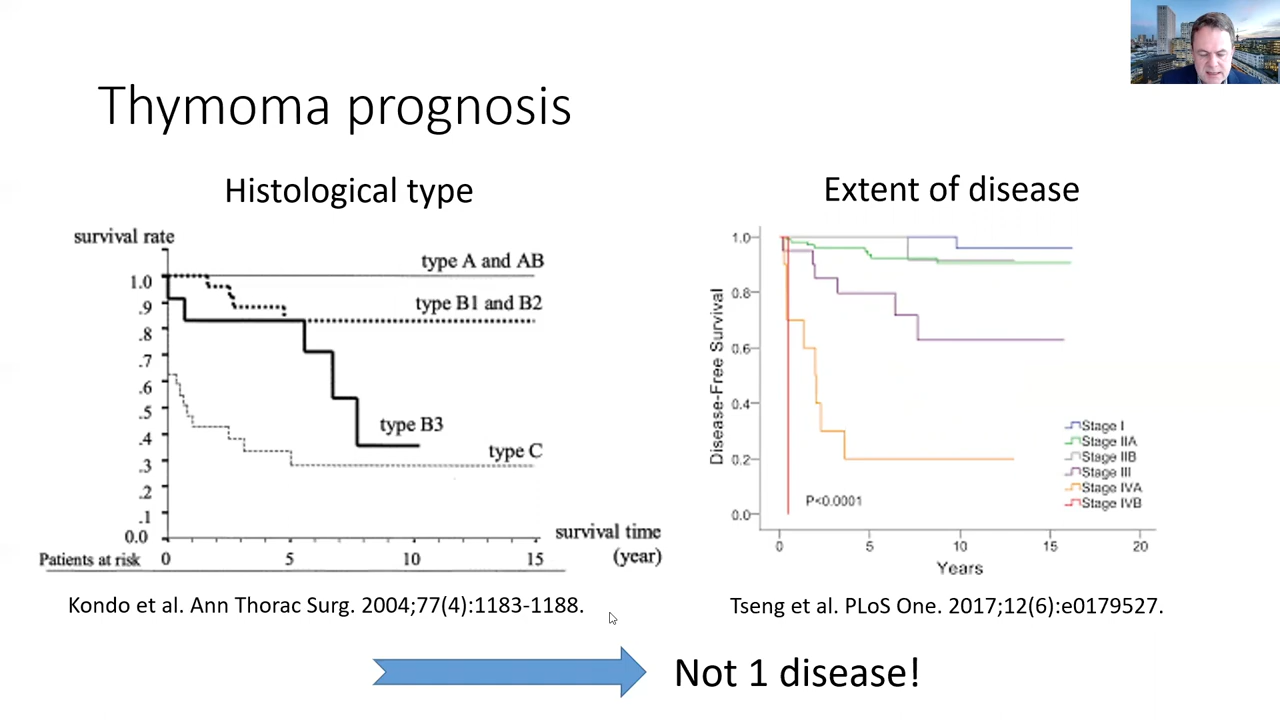 Thymoma prognosis
Histological type
survival rate
type A and AB
1.0
.9
type B1 and B2
.8
.7
.6
.5
type B3
.4
type C
.3
.2
.1
0.0
survival time
(year)
Patients at risk 0 5 10 15
Kondo et al. Ann Thorac Surg. 2004;77(4):1183-1188.
Extent of disease
Disease-Free Survival
1.0
0.8
0.6
0.4
0.2
0.0
Stage I
Stage IIA
Stage IIB
Stage III
Stage IVA
Stage IVB
P<0.0001
0 5 10 15 20
Years
Tseng et al. PLoS One. 2017;12(6):e0179527.
Not 1 disease!